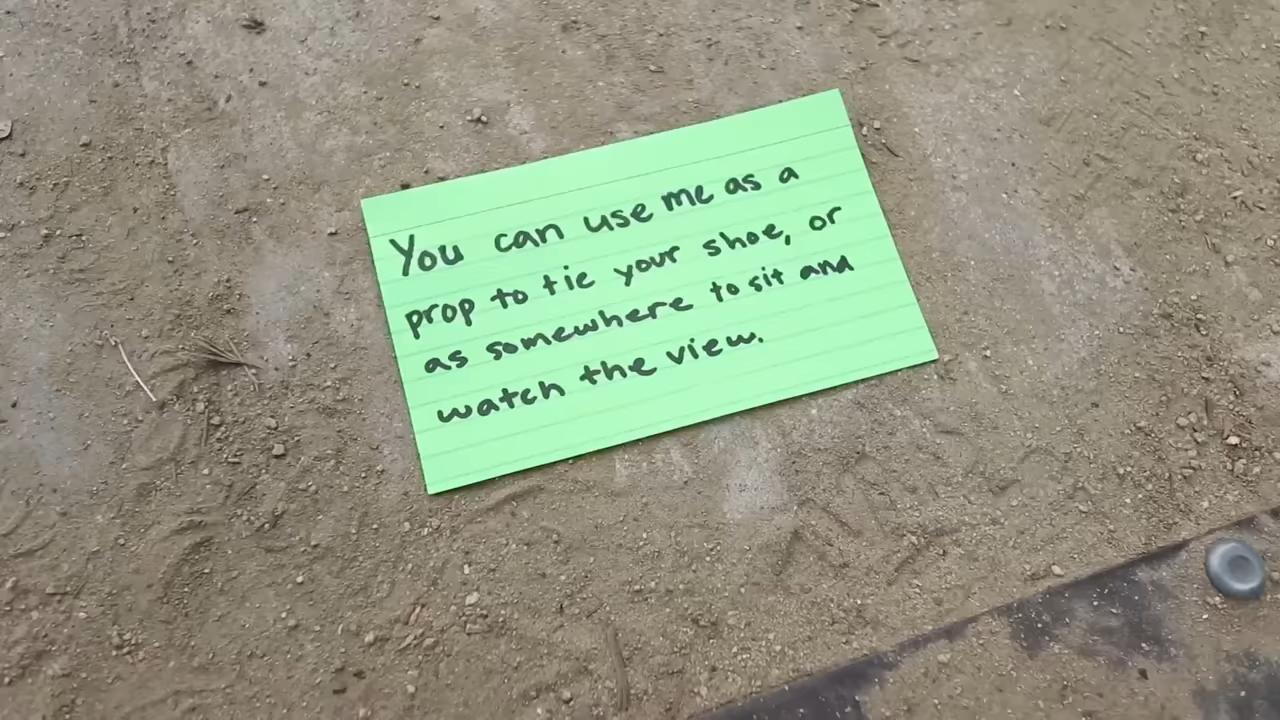 You can use me as a
prop to tie your shoe, or
as somewhere to sit and
watch the view.